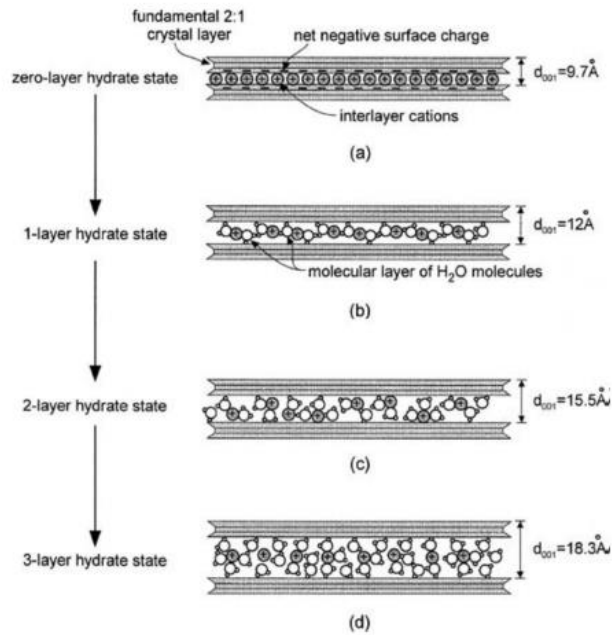 fundamental 2:1
crystal layer
net negative surface charge
zero-layer hydrate state
d001=9.7Å
interlayer cations
(a)
1-layer hydrate state
d001=12Å
molecular layer of H2O molecules
(b)
2-layer hydrate state
d001=15.5Å
(c)
3-layer hydrate state
d001=18.3Å
(d)